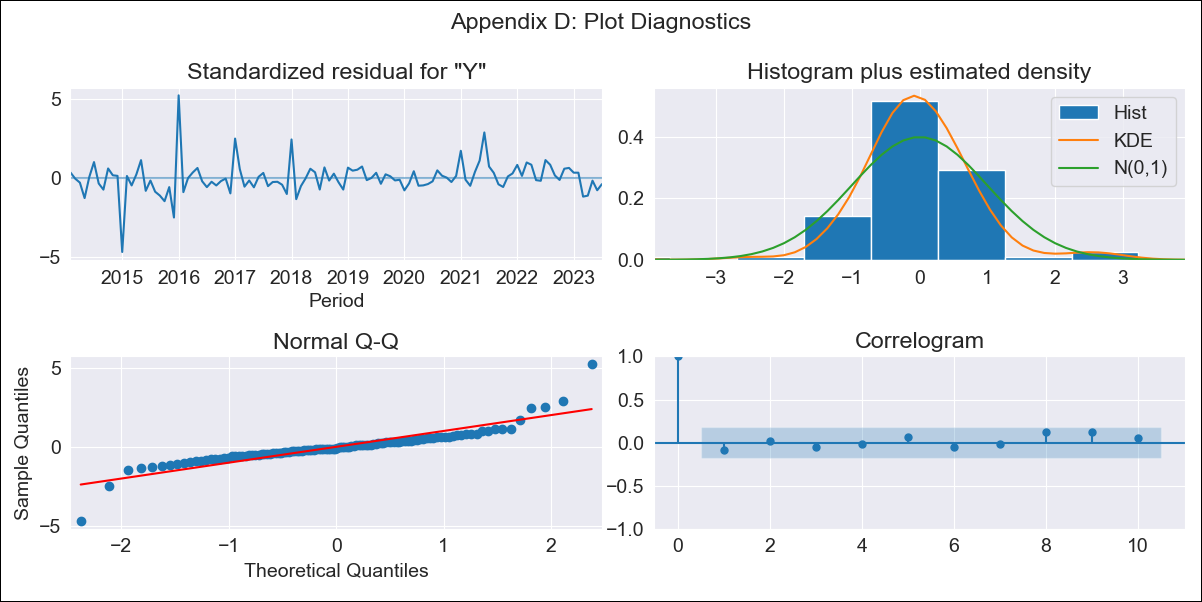 Appendix D: Plot Diagnostics
Standardized residual for "Y"
5
0
−5
2015 2016 2017 2018 2019 2020 2021 2022 2023
Period
Histogram plus estimated density
Hist
KDE
N(0,1)
0.4
0.2
0.0
−3 −2 −1 0 1 2 3
Normal Q-Q
Sample Quantiles
5
0
−5
−2 −1 0 1 2
Theoretical Quantiles
Correlogram
1.0
0.5
0.0
−0.5
−1.0
0 2 4 6 8 10